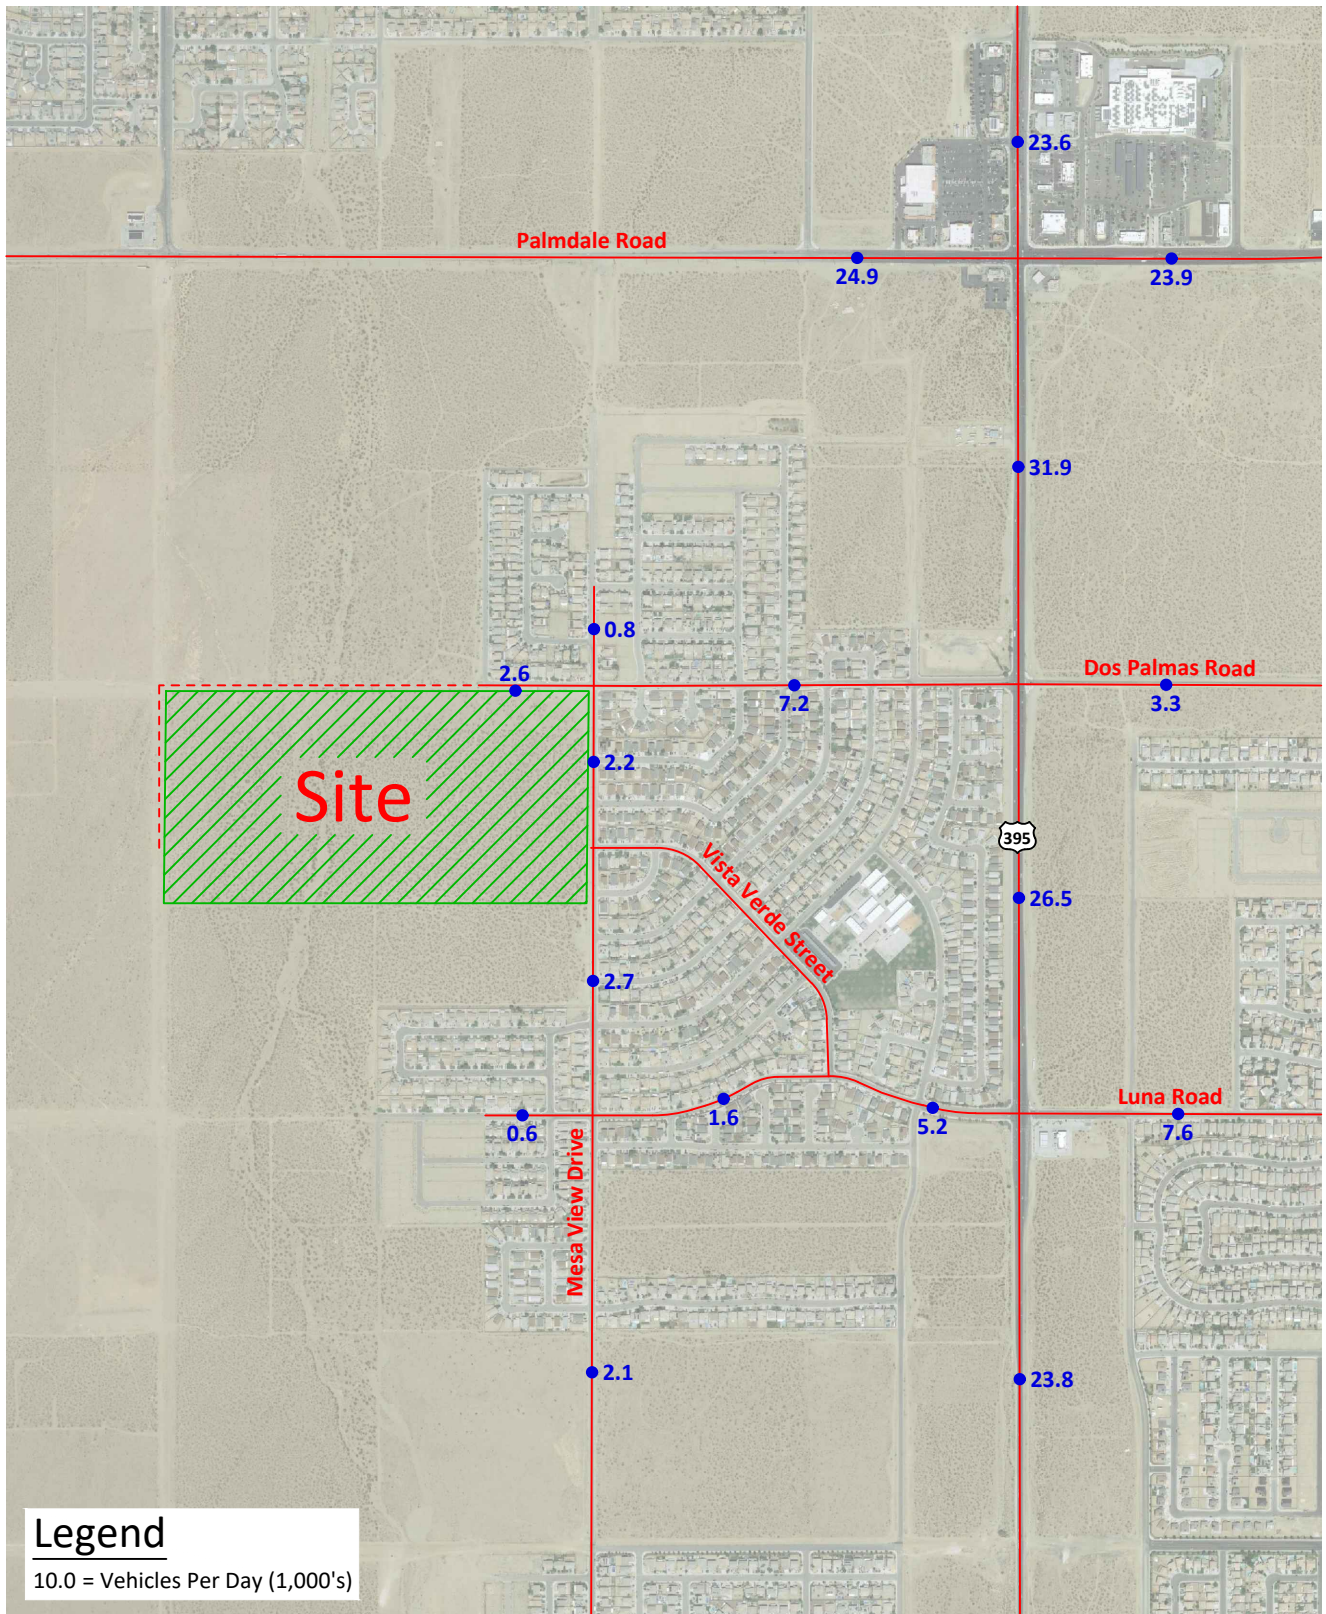 23.6
Palmdale Road
24.9
23.9
31.9
0.8
2.6
Dos Palmas Road
7.2
3.3
2.2
Site
395
Vista Verde Street
26.5
2.7
Luna Road
1.6
5.2
0.6
7.6
Mesa View Drive
2.1
23.8
Legend
10.0 = Vehicles Per Day (1,000's)